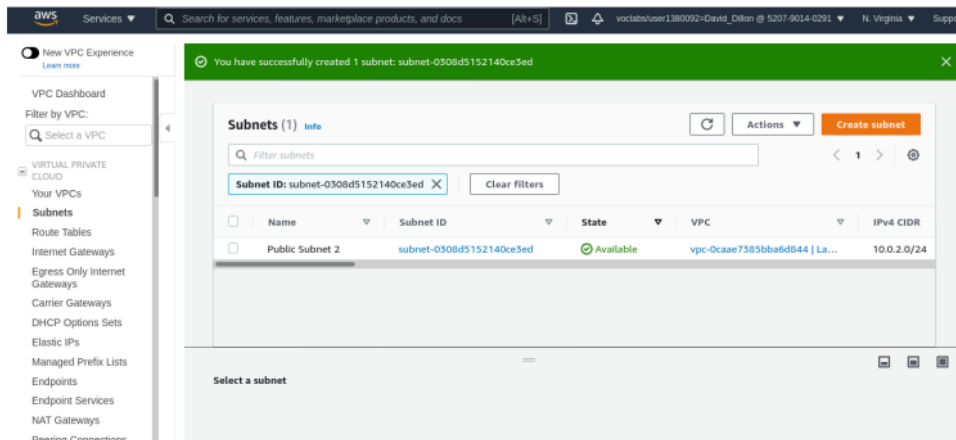 aws Services ▼ Search for services, features, marketplace products, and docs [Alt+S] voclabs/user1380092=David_Dillon @ 5207-9014-0291 ▼ N. Virginia ▼ Suppo
New VPC Experience
Learn more
You have successfully created 1 subnet: subnet-0308d5152140ce3ed
VPC Dashboard
Filter by VPC:
Select a VPC
VIRTUAL PRIVATE
CLOUD
Your VPCs
Subnets
Route Tables
Internet Gateways
Egress Only Internet
Gateways
Carrier Gateways
DHCP Options Sets
Elastic IPs
Managed Prefix Lists
Endpoints
Endpoint Services
NAT Gateways
Peering Connections
Subnets (1) Info
Actions ▼ Create subnet
Filter subnets
< 1 >
Subnet ID: subnet-0308d5152140ce3ed
Clear filters
Name Subnet ID State VPC IPv4 CIDR
Public Subnet 2 subnet-0308d5152140ce3ed Available vpc-0caae7385bba6d844 | La... 10.0.2.0/24
Select a subnet